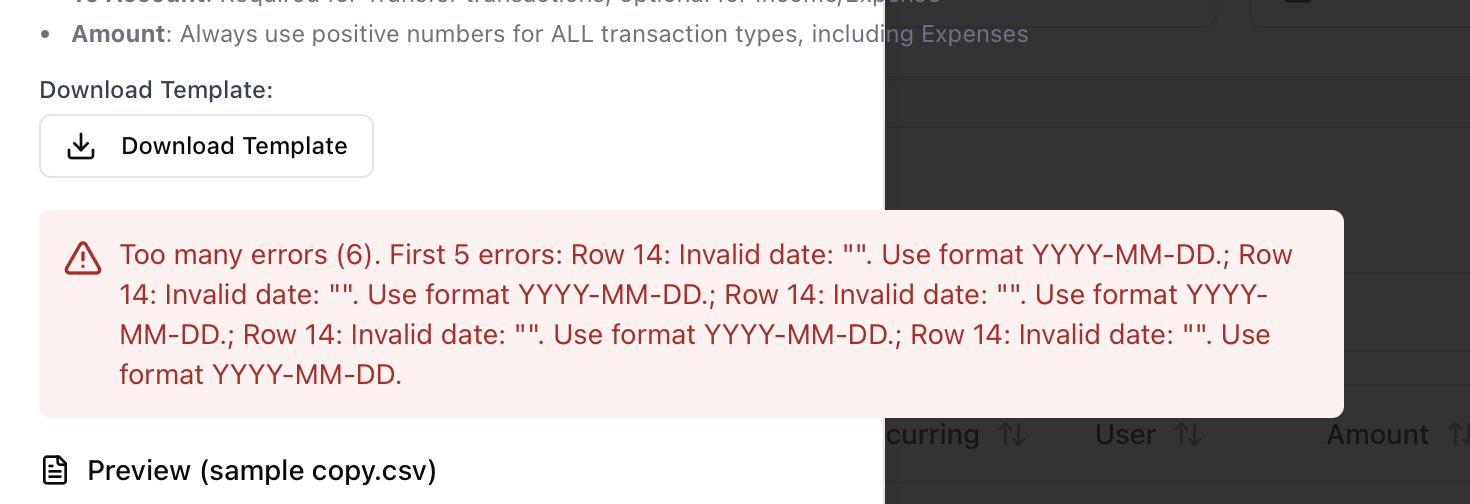 To Account: Required for Transfer transactions, optional for Income/Expense
• Amount: Always use positive numbers for ALL transaction types, including Expenses
Download Template:
Download Template
Too many errors (6). First 5 errors: Row 14: Invalid date: "". Use format YYYY-MM-DD.; Row
14: Invalid date: "". Use format YYYY-MM-DD.; Row 14: Invalid date: "". Use format YYYY-
MM-DD.; Row 14: Invalid date: "". Use format YYYY-MM-DD.; Row 14: Invalid date: "". Use
format YYYY-MM-DD.
curring User Amount
Preview (sample copy.csv)